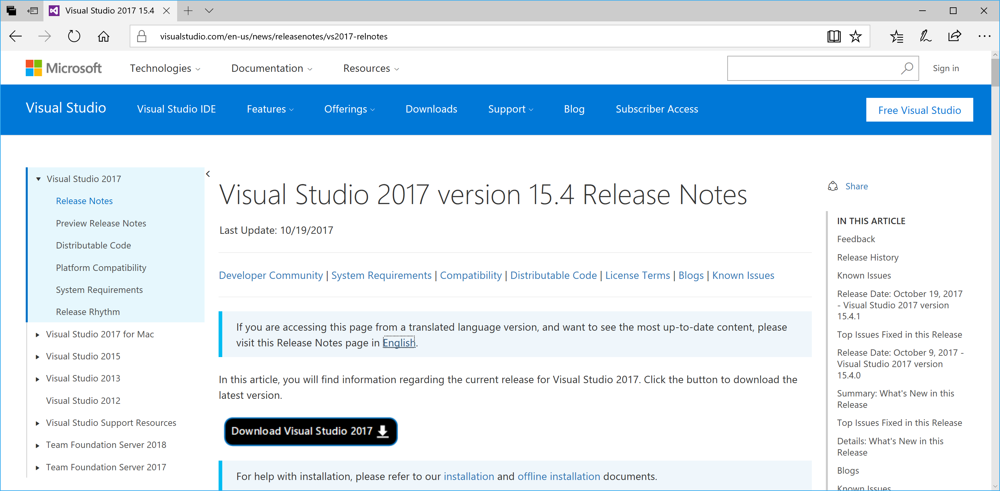 Visual Studio 2017 15.4
visualstudio.com/en-us/news/releasenotes/vs2017-relnotes
Microsoft
Technologies
Documentation
Resources
Sign in
Visual Studio
Visual Studio IDE
Features
Offerings
Downloads
Support
Blog
Subscriber Access
Free Visual Studio
Visual Studio 2017
Release Notes
Preview Release Notes
Distributable Code
Platform Compatibility
System Requirements
Release Rhythm
Visual Studio 2017 for Mac
Visual Studio 2015
Visual Studio 2013
Visual Studio 2012
Visual Studio Support Resources
Team Foundation Server 2018
Team Foundation Server 2017
Visual Studio 2017 version 15.4 Release Notes
Last Update: 10/19/2017
Developer Community | System Requirements | Compatibility | Distributable Code | License Terms | Blogs | Known Issues
If you are accessing this page from a translated language version, and want to see the most up-to-date content, please
visit this Release Notes page in English.
In this article, you will find information regarding the current release for Visual Studio 2017. Click the button to download the
latest version.
Download Visual Studio 2017
For help with installation, please refer to our installation and offline installation documents.
Share
IN THIS ARTICLE
Feedback
Release History
Known Issues
Release Date: October 19, 2017
- Visual Studio 2017 version
15.4.1
Top Issues Fixed in this Release
Release Date: October 9, 2017 -
Visual Studio 2017 version
15.4.0
Summary: What's New in this
Release
Top Issues Fixed in this Release
Details: What's New in this
Release
Blogs
Known Issues